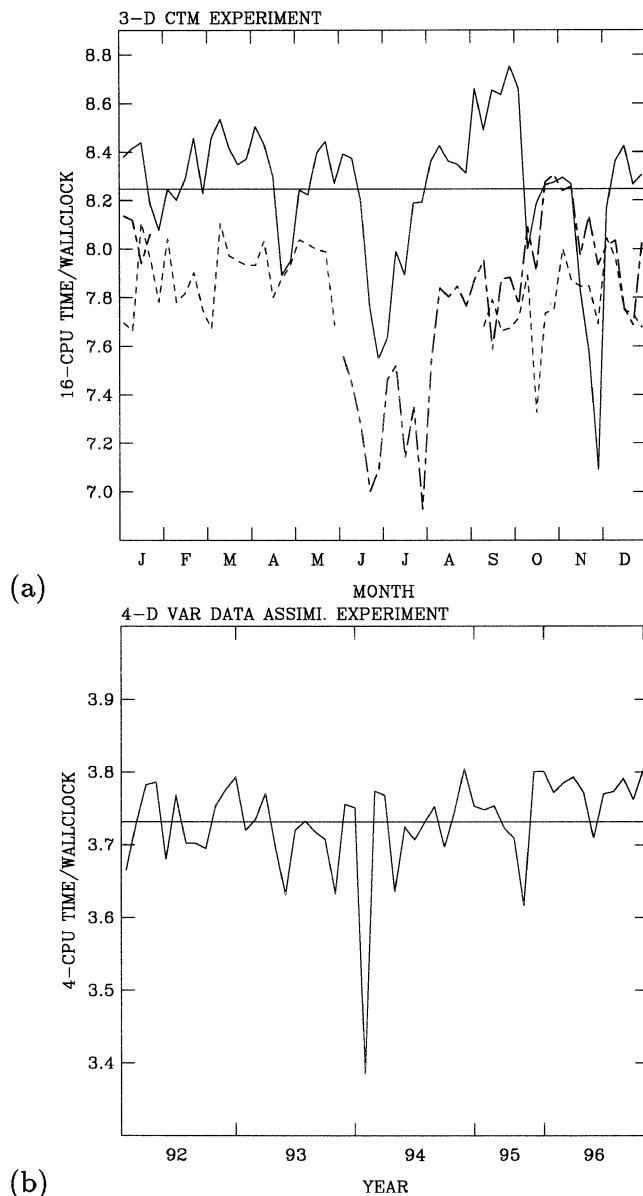 3-D CTM EXPERIMENT
8.8
8.6
8.4
8.2
8.0
7.8
7.6
7.4
7.2
7.0
16-CPU TIME/WALLCLOCK
J F M A M J J A S O N D
MONTH
(a)
4-D VAR DATA ASSIMI. EXPERIMENT
3.9
3.8
3.7
3.6
3.5
3.4
4-CPU TIME/WALLCLOCK
92 93 94 95 96
YEAR
(b)